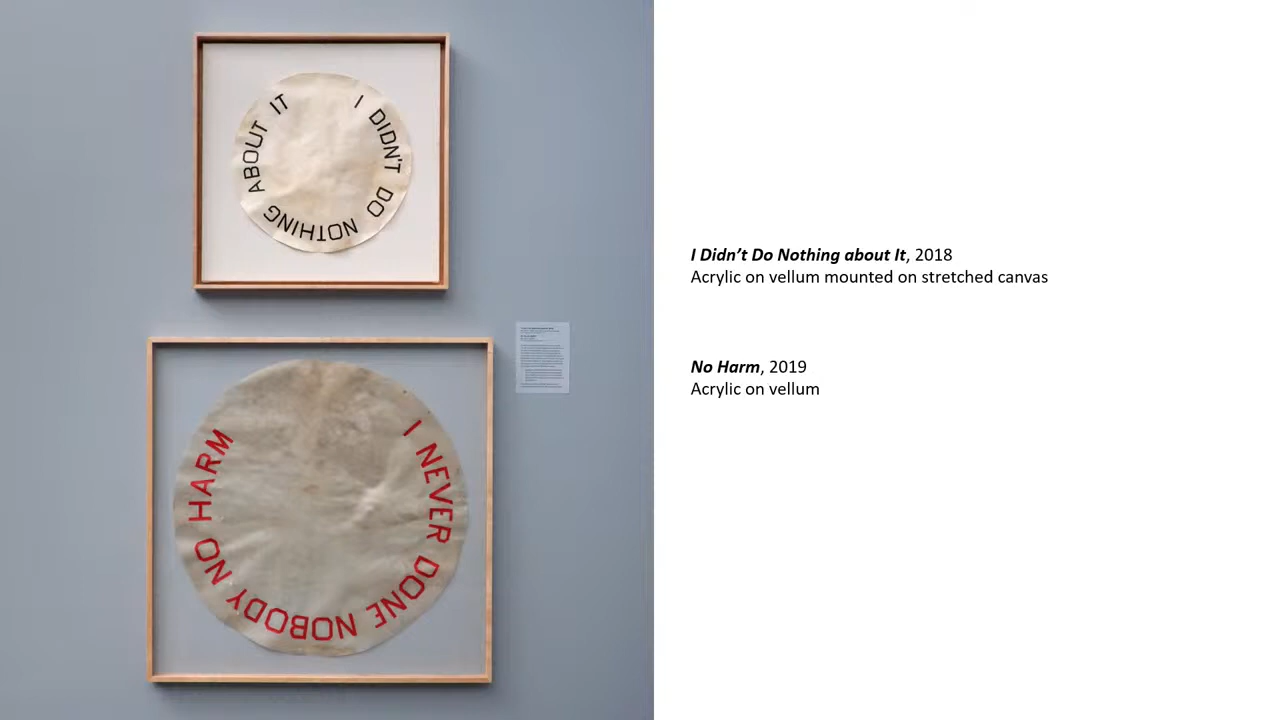 I DIDN'T DO NOTHING ABOUT IT
I NEVER DONE NOBODY NO HARM
I Didn’t Do Nothing about It, 2018
Acrylic on vellum mounted on stretched canvas
No Harm, 2019
Acrylic on vellum